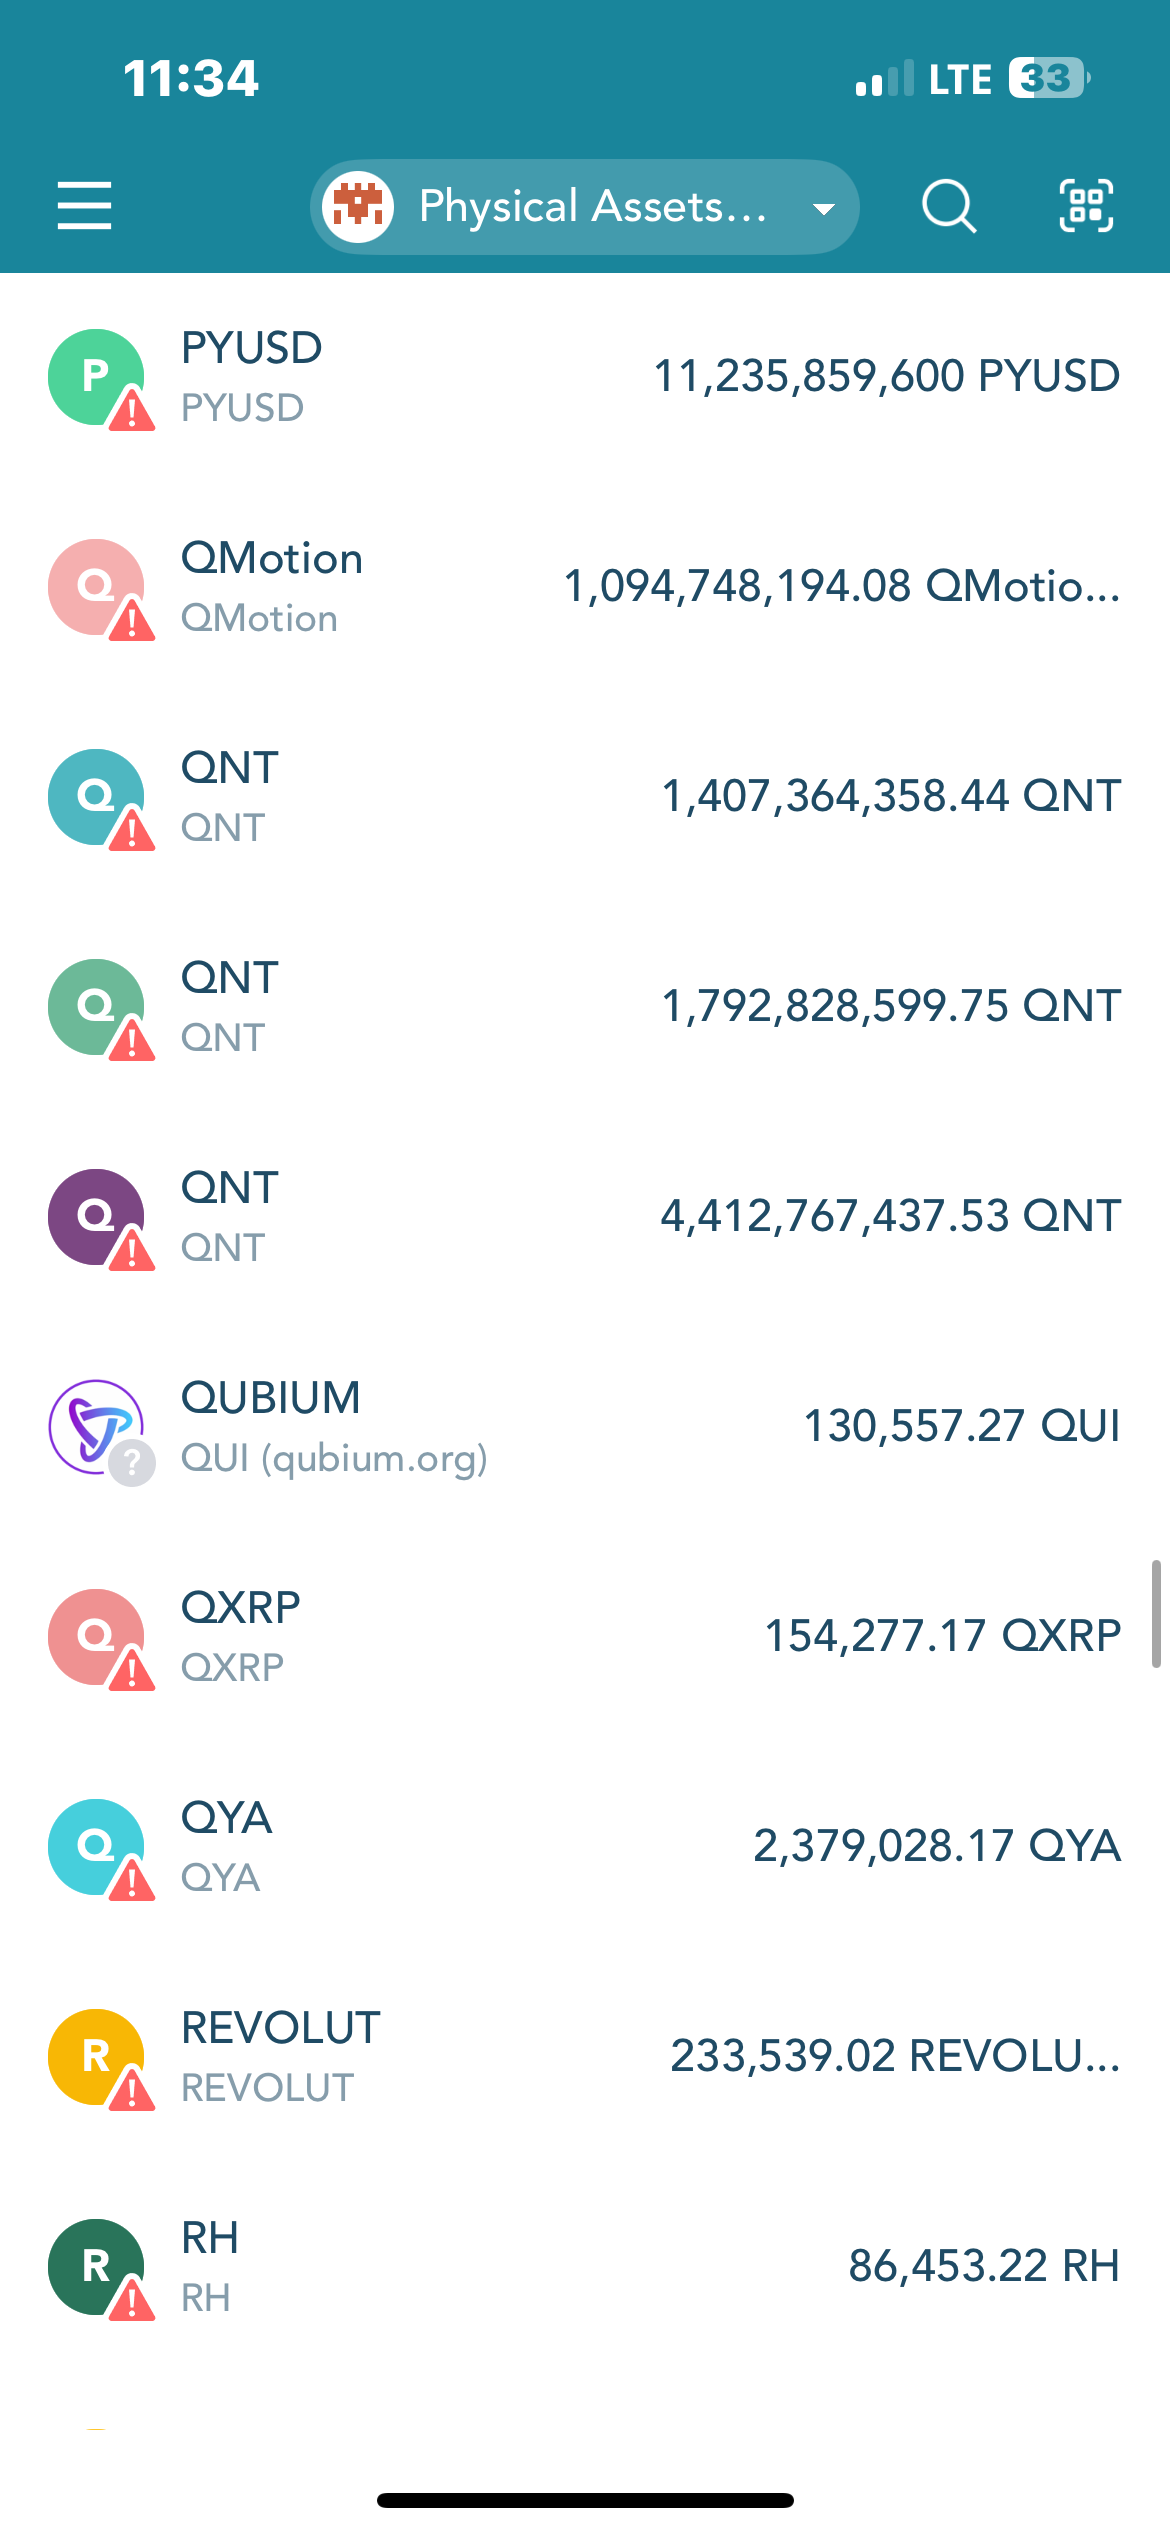 11:34
LTE 33
Physical Assets...
P
PYUSD
PYUSD
11,235,859,600 PYUSD
Q
QMotion
QMotion
1,094,748,194.08 QMotio...
Q
QNT
QNT
1,407,364,358.44 QNT
Q
QNT
QNT
1,792,828,599.75 QNT
Q
QNT
QNT
4,412,767,437.53 QNT
?
QUBIUM
QUI (qubium.org)
130,557.27 QUI
Q
QXRP
QXRP
154,277.17 QXRP
Q
QYA
QYA
2,379,028.17 QYA
R
REVOLUT
REVOLUT
233,539.02 REVOLU...
R
RH
RH
86,453.22 RH